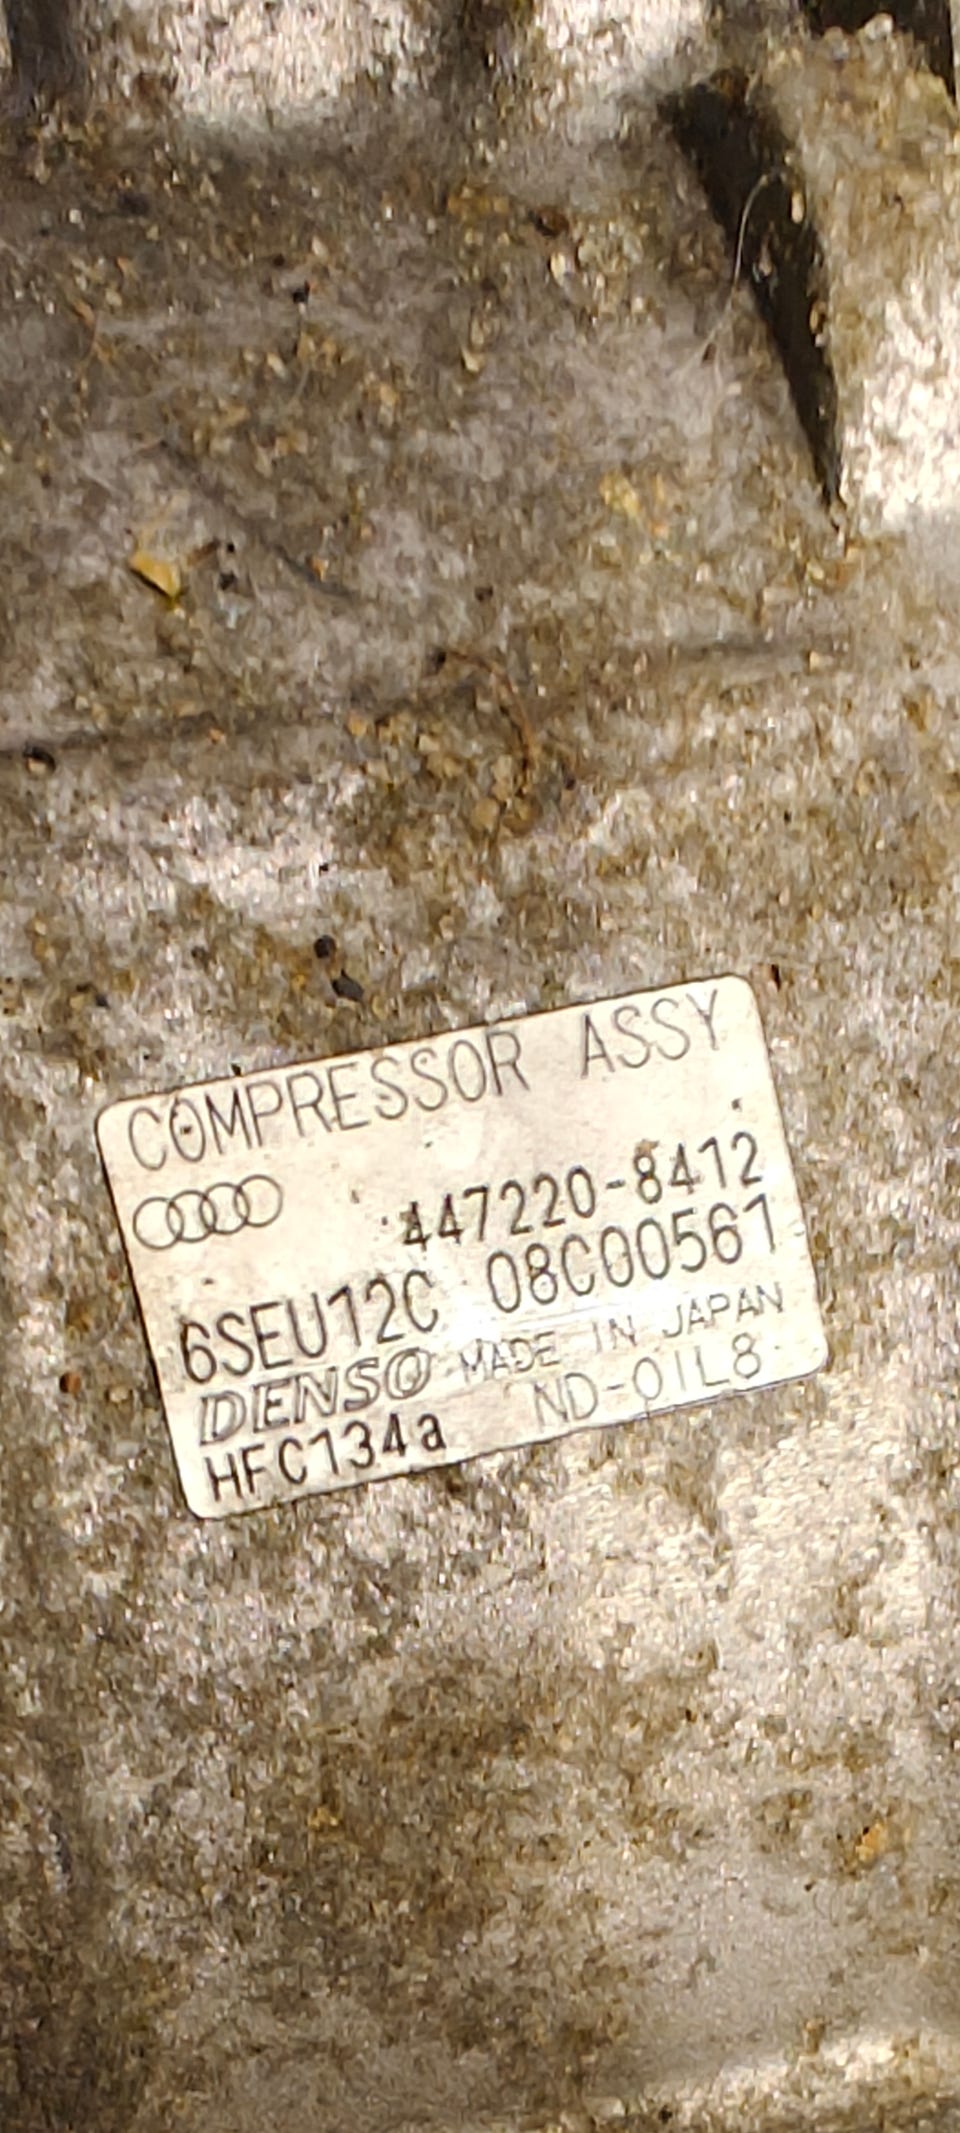 COMPRESSOR ASSY
447220-8412
6SEU12C 08C00561
DENSO MADE IN JAPAN
HFC134a ND-OIL8